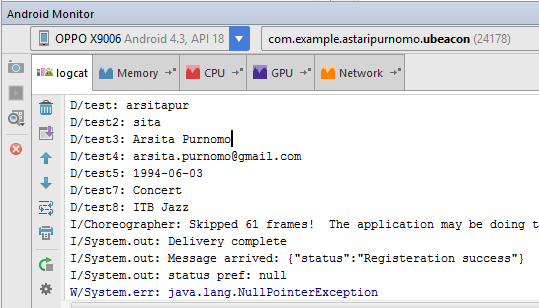 Android Monitor
OPPO X9006 Android 4.3, API 18
com.example.astaripurnomo.ubeacon (24178)
logcat
Memory
CPU
GPU
Network
D/test: arsitapur
D/test2: sita
D/test3: Arsita Purnomo
D/test4: arsita.purnomo@gmail.com
D/test5: 1994-06-03
D/test7: Concert
D/test8: ITB Jazz
I/Choreographer: Skipped 61 frames!  The application may be doing t
I/System.out: Delivery complete
I/System.out: Message arrived: {"status":"Registeration success"}
I/System.out: status pref: null
W/System.err: java.lang.NullPointerException